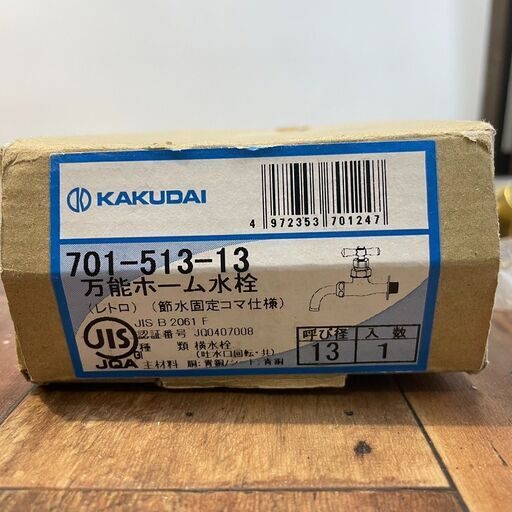 KAKUDAI
4 972353 701247
701-513-13
万能ホーム水栓
(レトロ) (節水固定コマ仕様)
JIS B 2061 F
認証番号 JQ0407008
種類 横水栓
(吐水口回転・共)
主材料 胴:青銅/シート:青銅
JIS
JQA
呼び径 入数
13 1